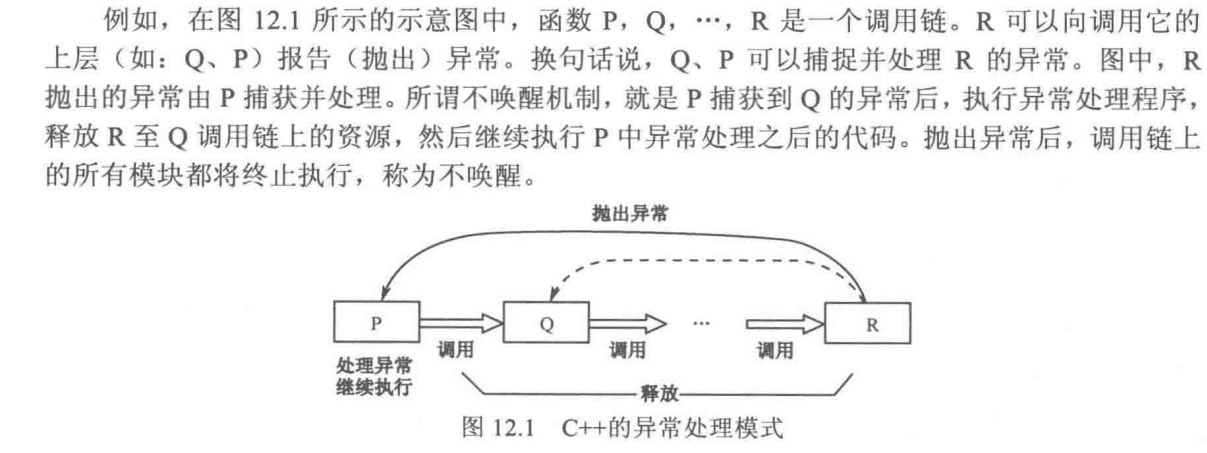 例如，在图 12.1 所示的示意图中，函数 P，Q，…，R 是一个调用链。R 可以向调用它的
上层（如：Q、P）报告（抛出）异常。换句话说，Q、P 可以捕捉并处理 R 的异常。图中，R
抛出的异常由 P 捕获并处理。所谓不唤醒机制，就是 P 捕获到 Q 的异常后，执行异常处理程序，
释放 R 至 Q 调用链上的资源，然后继续执行 P 中异常处理之后的代码。抛出异常后，调用链上
的所有模块都将终止执行，称为不唤醒。
抛出异常
P
Q
…
R
调用
调用
调用
处理异常
继续执行
释放
图 12.1 C++的异常处理模式